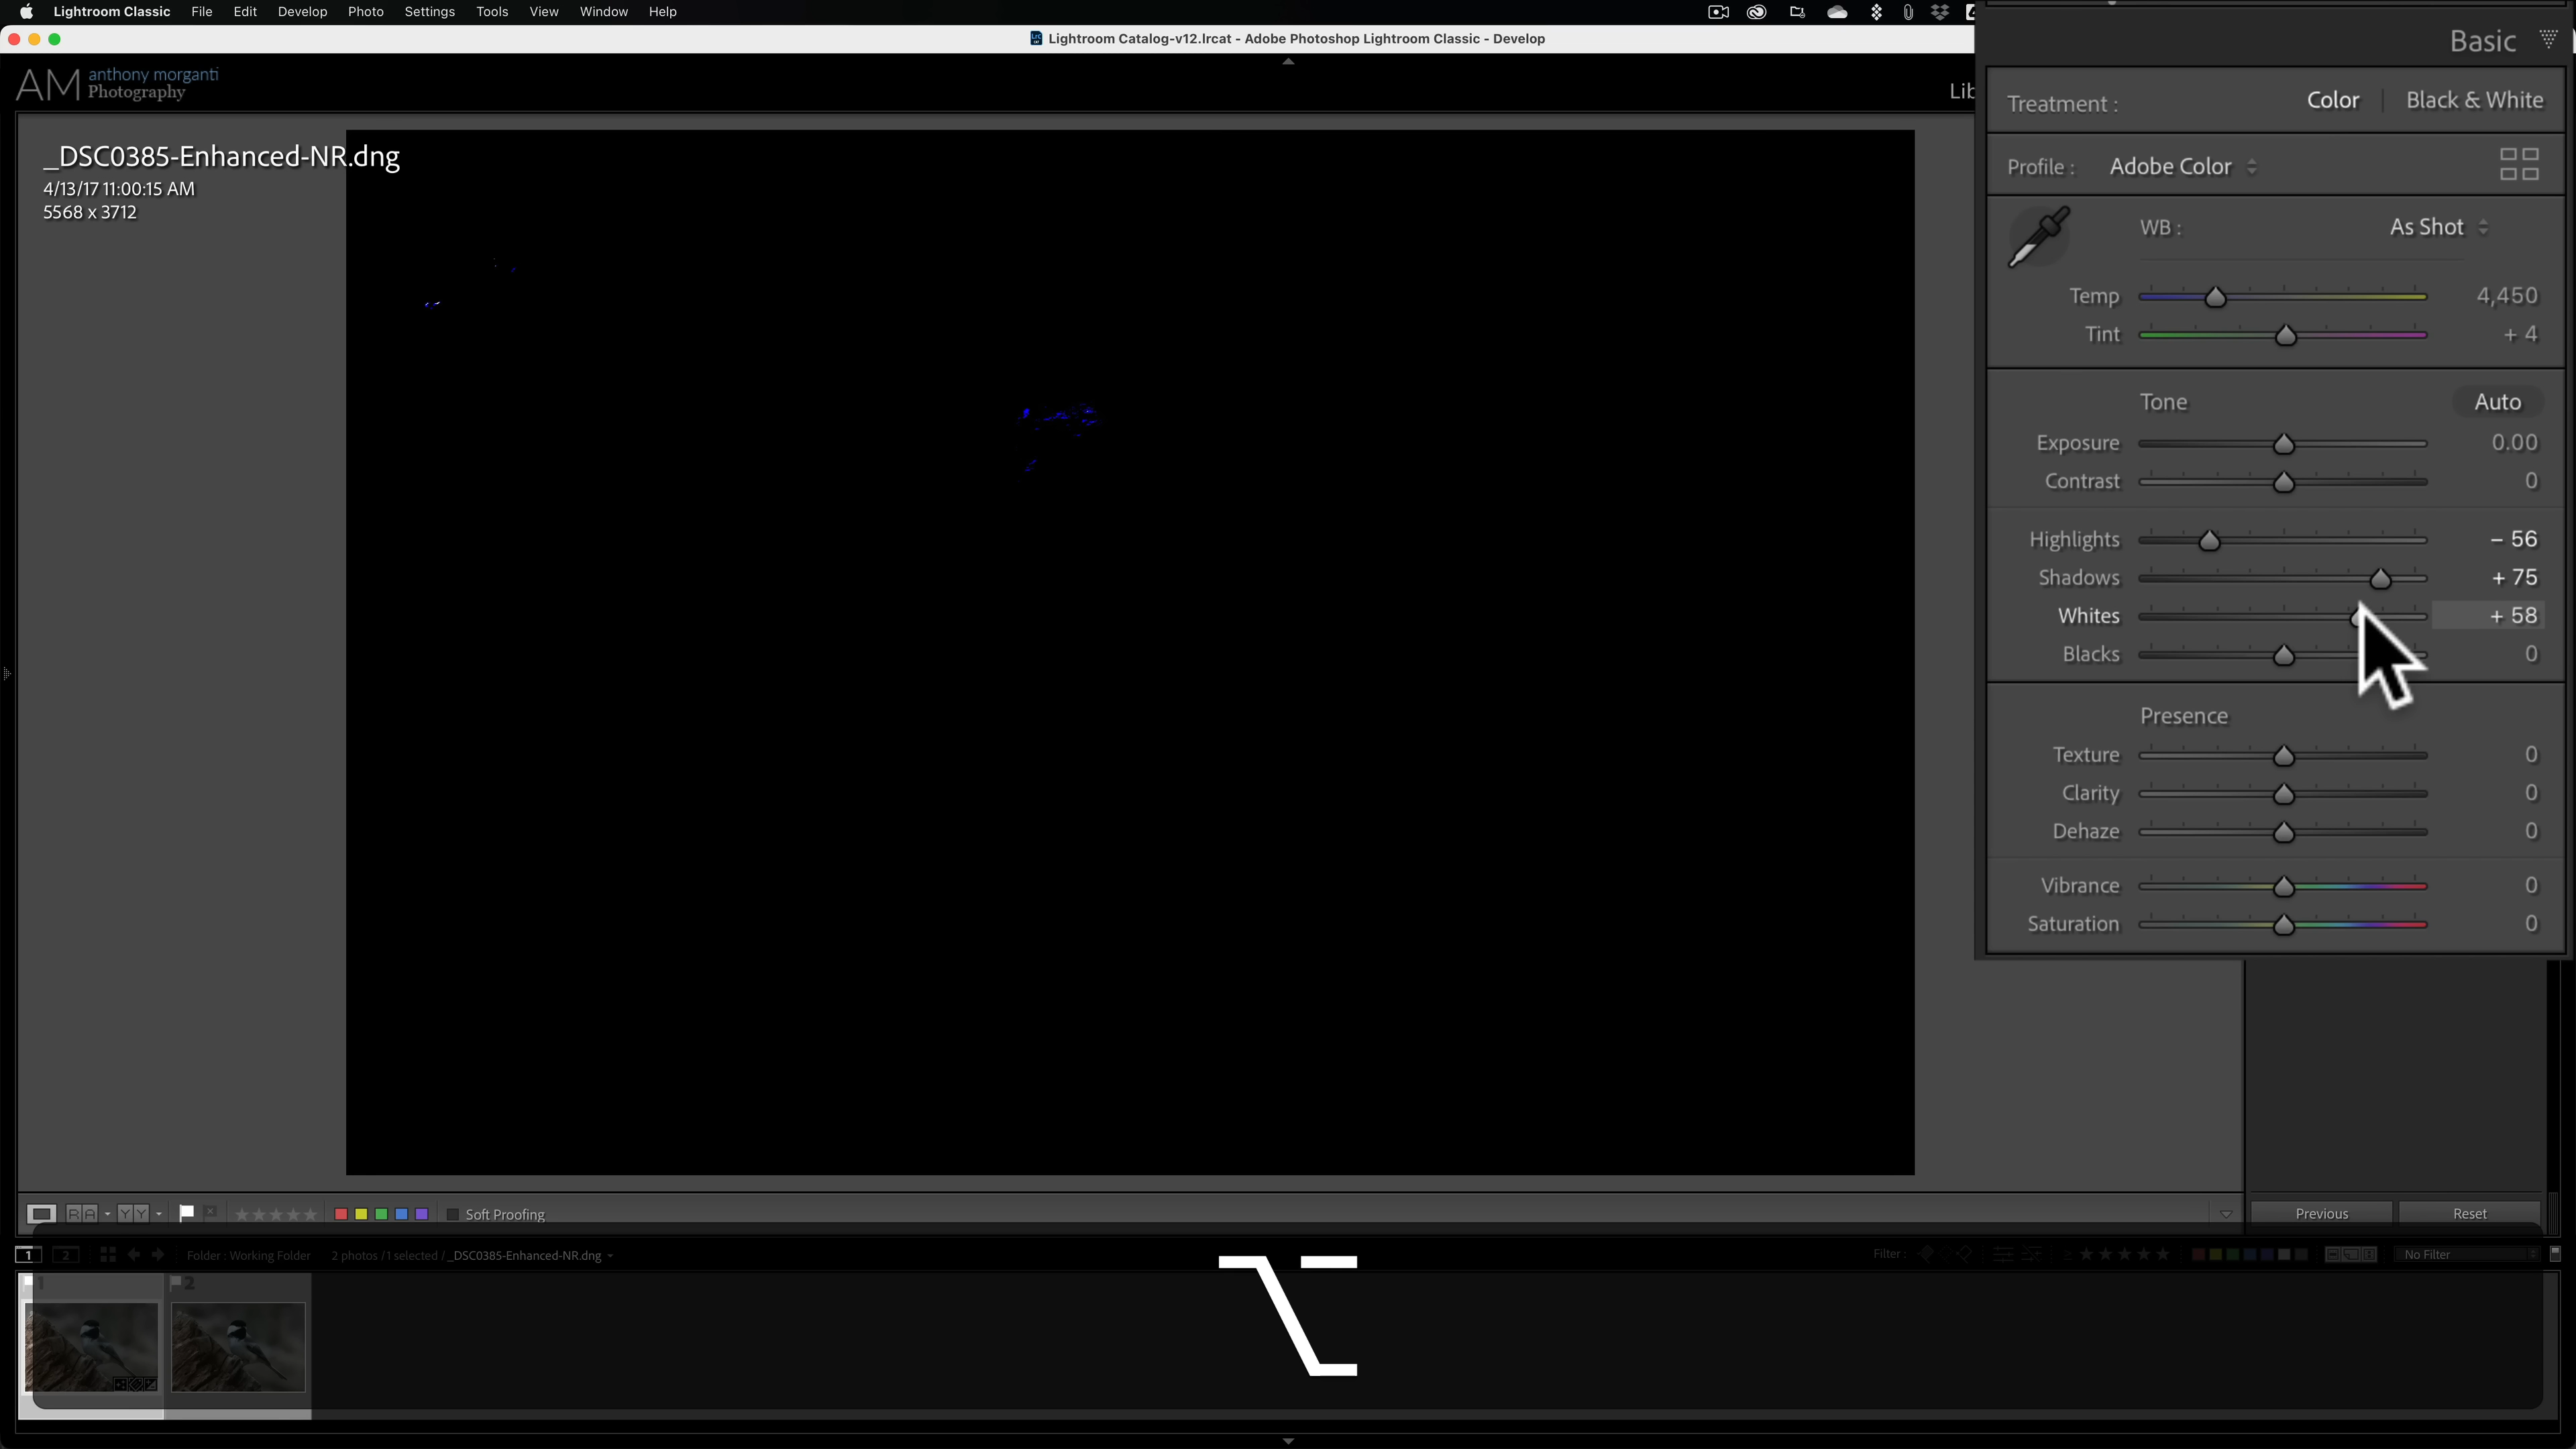 Lightroom Classic File Edit Develop Photo Settings Tools View Window Help
Lightroom Catalog-v12.lrcat - Adobe Photoshop Lightroom Classic - Develop
AM anthony morganti
Photography
Lib
_DSC0385-Enhanced-NR.dng
4/13/17 11:00:15 AM
5568 x 3712
Basic
Treatment : Color Black & White
Profile : Adobe Color
WB : As Shot
Temp 4,450
Tint + 4
Tone Auto
Exposure 0.00
Contrast 0
Highlights – 56
Shadows + 75
Whites + 58
Blacks 0
Presence
Texture 0
Clarity 0
Dehaze 0
Vibrance 0
Saturation 0
R A Y Y Soft Proofing Previous Reset
1 2 Folder : Working Folder 2 photos / 1 selected / _DSC0385-Enhanced-NR.dng Filter : ≥ No Filter
1 2
⌥